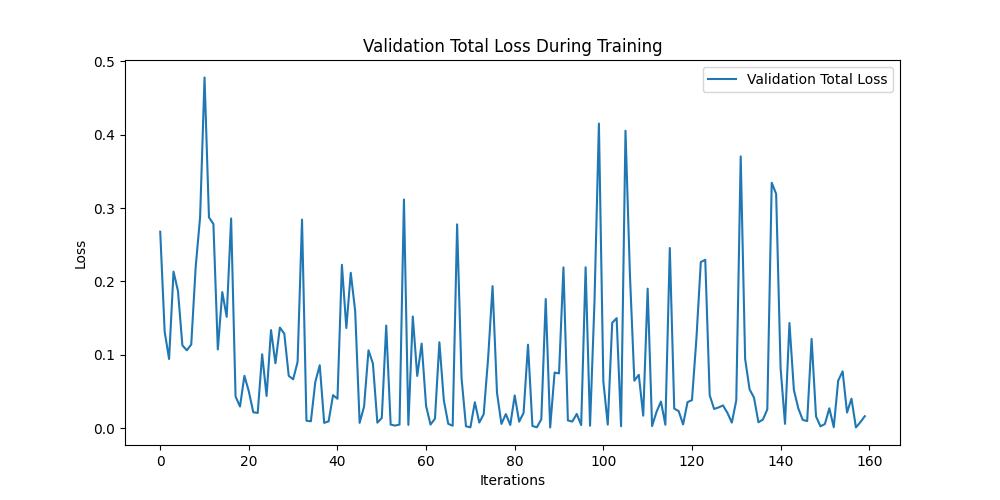 Validation Total Loss During Training
Validation Total Loss
0.5
0.4
0.3
0.2
0.1
0.0
Loss
0 20 40 60 80 100 120 140 160
Iterations